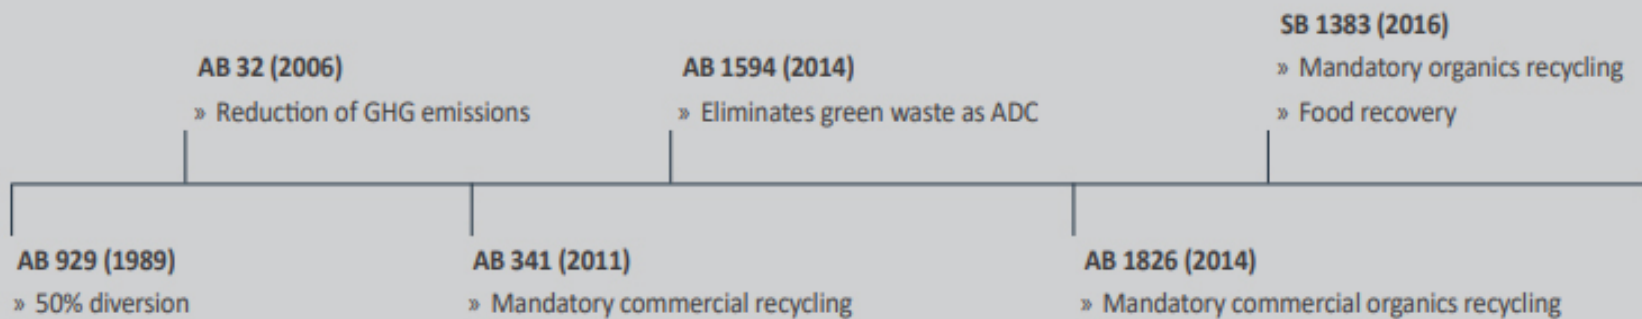 SB 1383 (2016)
AB 32 (2006)
AB 1594 (2014)
» Mandatory organics recycling
» Reduction of GHG emissions
» Eliminates green waste as ADC
» Food recovery
AB 929 (1989)
AB 341 (2011)
AB 1826 (2014)
» 50% diversion
» Mandatory commercial recycling
» Mandatory commercial organics recycling